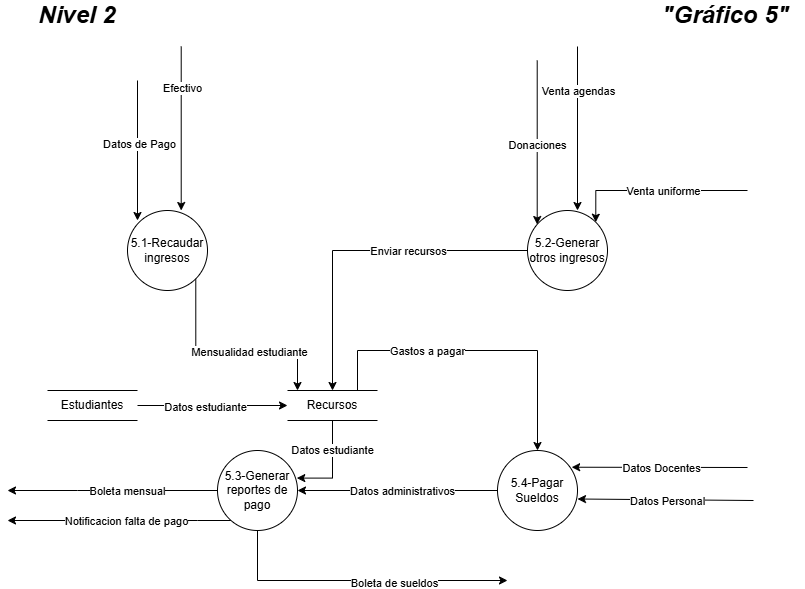 Nivel 2
"Gráfico 5"
Efectivo
Venta agendas
Datos de Pago
Donaciones
Venta uniforme
5.1-Recaudar
ingresos
5.2-Generar
otros ingresos
Enviar recursos
Mensualidad estudiante
Gastos a pagar
Estudiantes
Datos estudiante
Recursos
Datos estudiante
5.3-Generar
reportes de
pago
5.4-Pagar
Sueldos
Datos Docentes
Boleta mensual
Datos administrativos
Datos Personal
Notificacion falta de pago
Boleta de sueldos